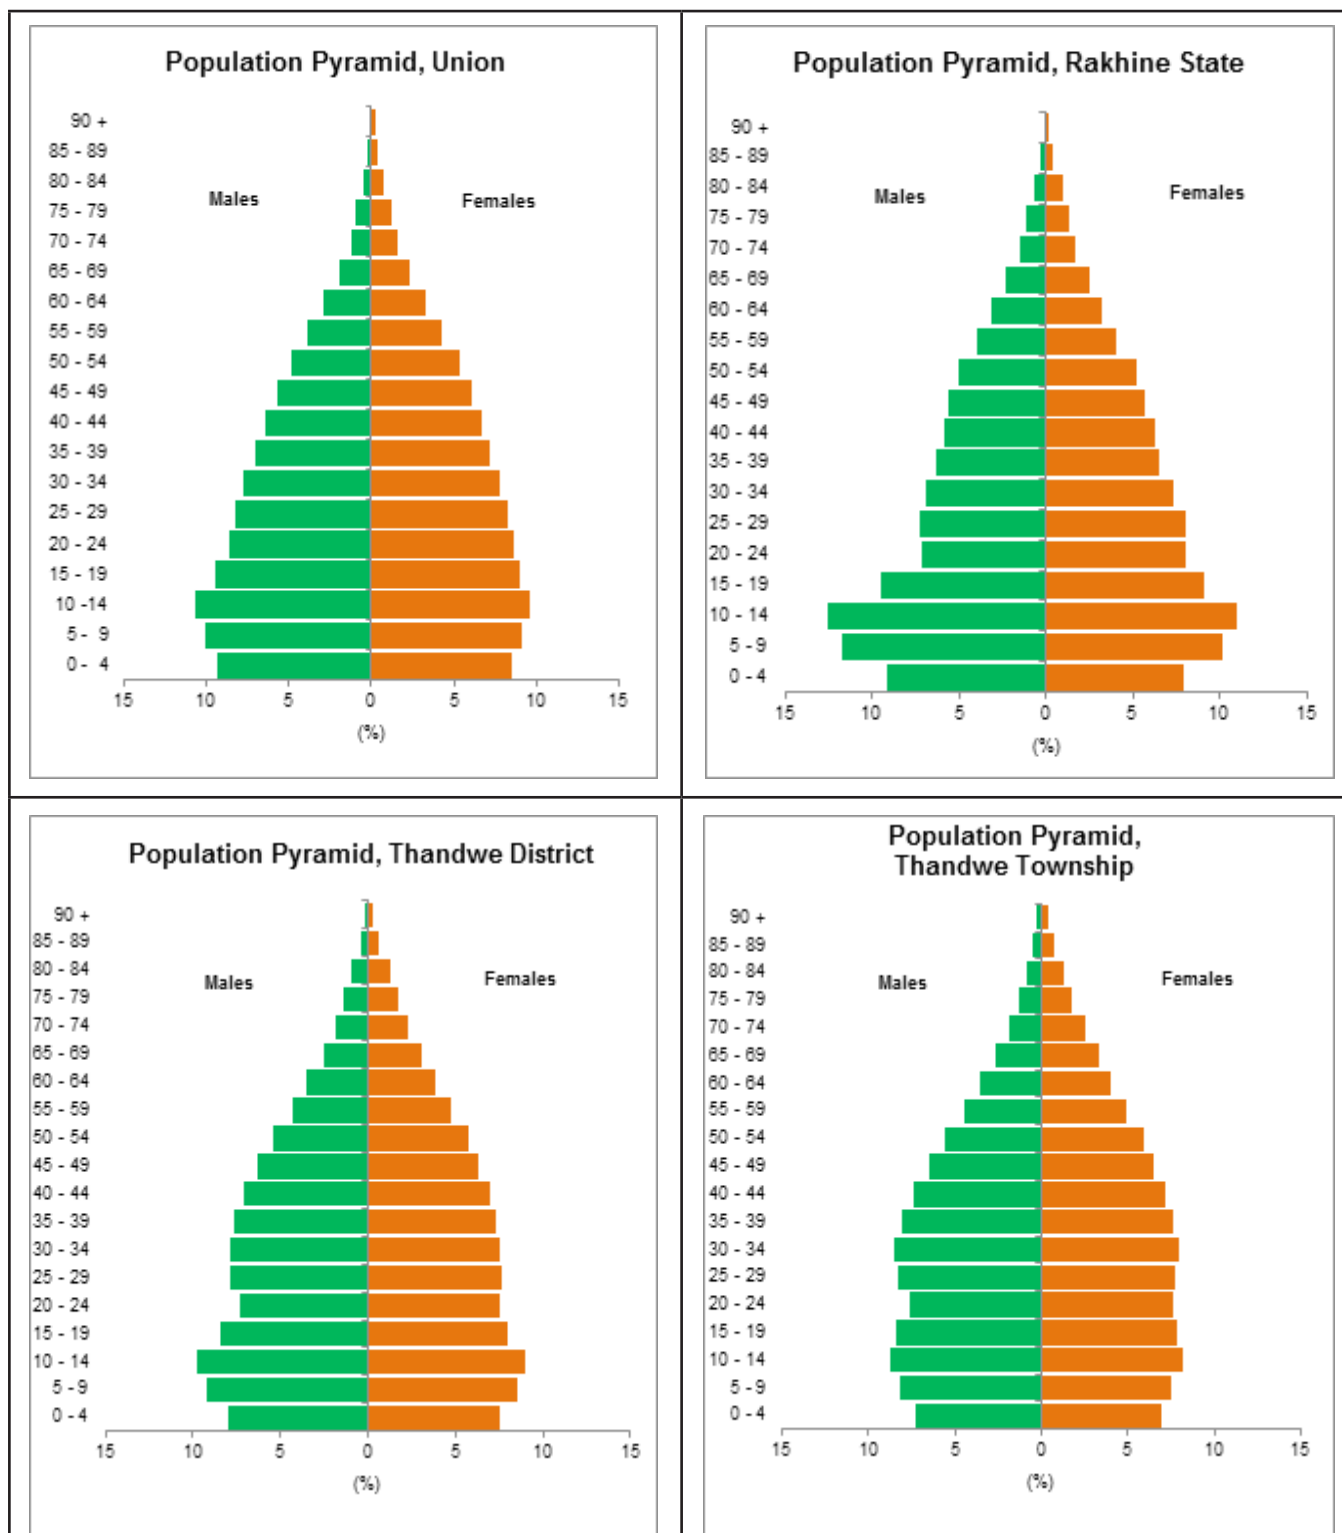 Population Pyramid, Union
90 +
85 - 89
80 - 84
75 - 79
70 - 74
65 - 69
60 - 64
55 - 59
50 - 54
45 - 49
40 - 44
35 - 39
30 - 34
25 - 29
20 - 24
15 - 19
10 -14
5 - 9
0 - 4
Males
Females
15 10 5 0 5 10 15
(%)
Population Pyramid, Rakhine State
90 +
85 - 89
80 - 84
75 - 79
70 - 74
65 - 69
60 - 64
55 - 59
50 - 54
45 - 49
40 - 44
35 - 39
30 - 34
25 - 29
20 - 24
15 - 19
10 - 14
5 - 9
0 - 4
Males
Females
15 10 5 0 5 10 15
(%)
Population Pyramid, Thandwe District
90 +
85 - 89
80 - 84
75 - 79
70 - 74
65 - 69
60 - 64
55 - 59
50 - 54
45 - 49
40 - 44
35 - 39
30 - 34
25 - 29
20 - 24
15 - 19
10 - 14
5 - 9
0 - 4
Males
Females
15 10 5 0 5 10 15
(%)
Population Pyramid,
Thandwe Township
90 +
85 - 89
80 - 84
75 - 79
70 - 74
65 - 69
60 - 64
55 - 59
50 - 54
45 - 49
40 - 44
35 - 39
30 - 34
25 - 29
20 - 24
15 - 19
10 - 14
5 - 9
0 - 4
Males
Females
15 10 5 0 5 10 15
(%)